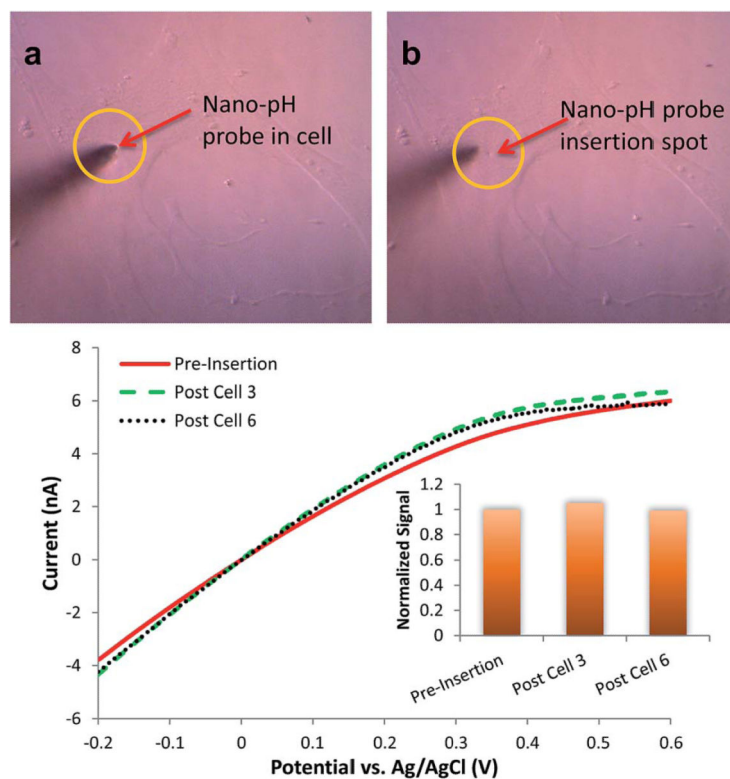 a
Nano-pH
probe in cell
b
Nano-pH probe
insertion spot
8
6
4
2
0
-2
-4
-6
Current (nA)
Pre-Insertion
Post Cell 3
Post Cell 6
1.2
1
0.8
0.6
0.4
0.2
0
Normalized Signal
Pre-Insertion
Post Cell 3
Post Cell 6
-0.2
-0.1
0
0.1
0.2
0.3
0.4
0.5
0.6
Potential vs. Ag/AgCl (V)